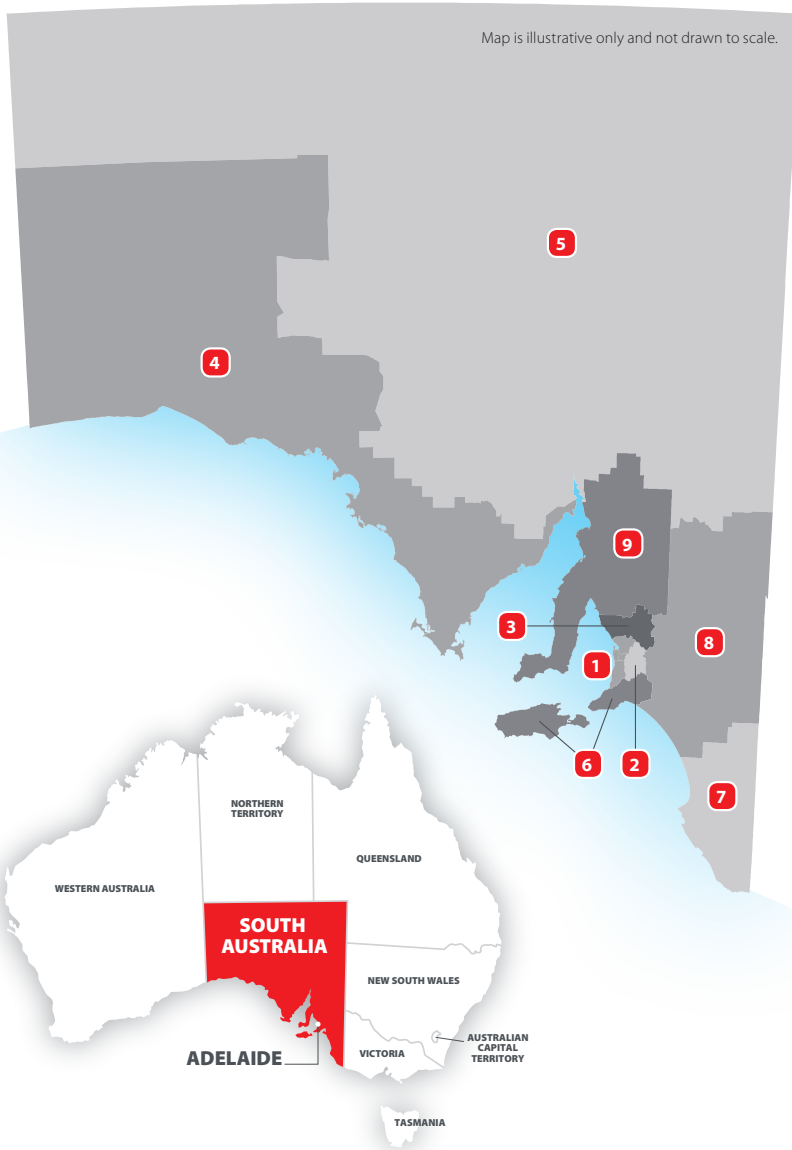 Map is illustrative only and not drawn to scale.
5
4
9
3
8
1
6
2
7
NORTHERN
TERRITORY
QUEENSLAND
WESTERN AUSTRALIA
SOUTH
AUSTRALIA
NEW SOUTH WALES
AUSTRALIAN
CAPITAL
TERRITORY
ADELAIDE
VICTORIA
TASMANIA